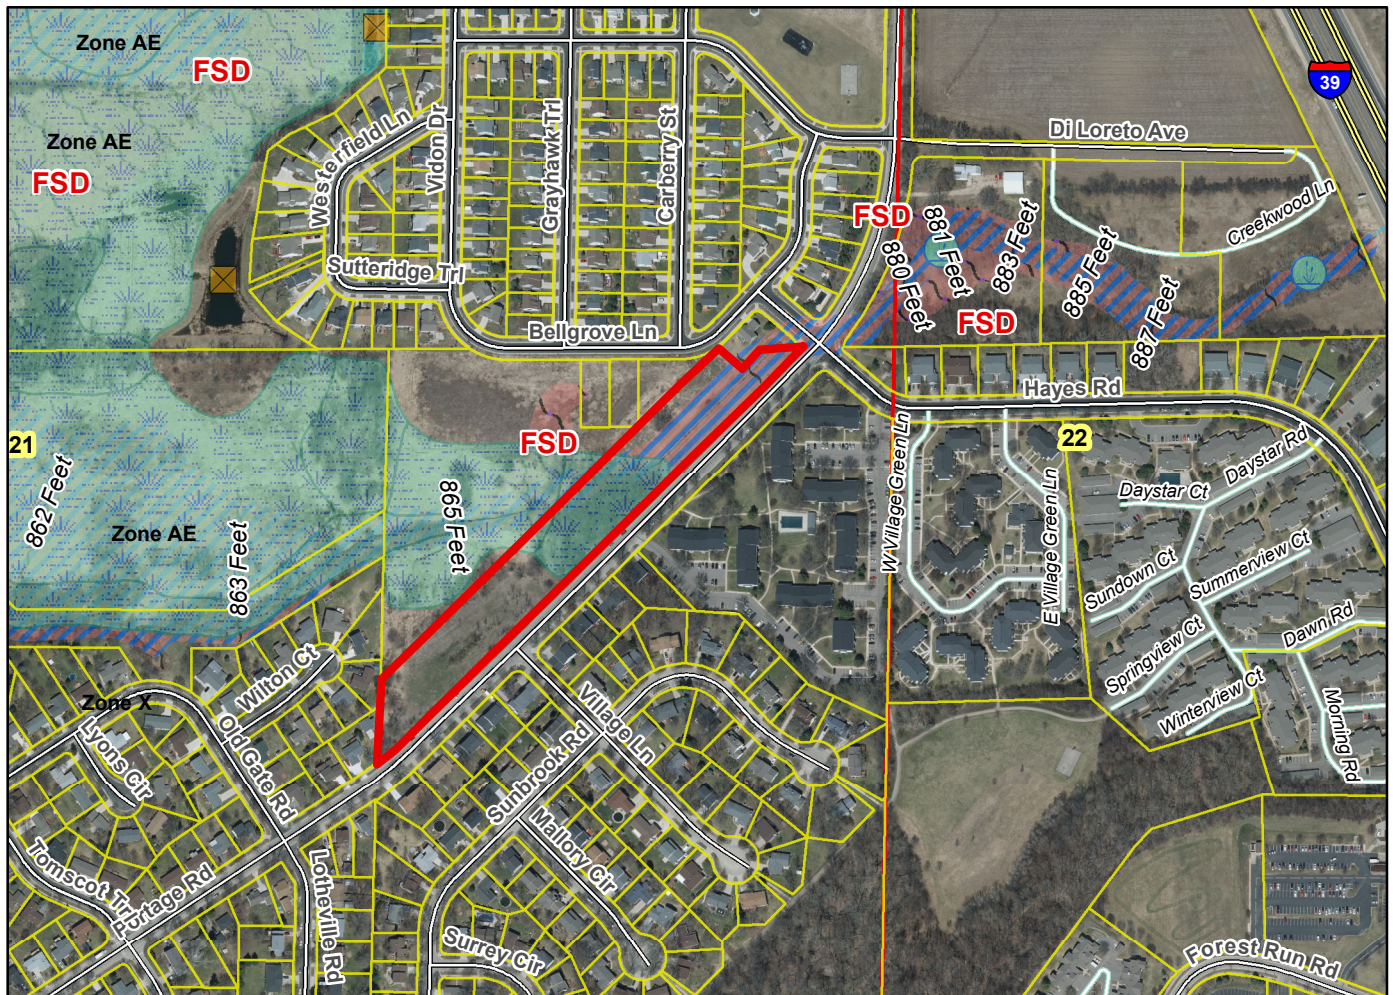 Zone AE
FSD
39
Zone AE
FSD
Westerfield Ln
Vidon Dr
Grayhawk Trl
Carberry St
Di Loreto Ave
Creekwood Ln
FSD
880 Feet
881 Feet
883 Feet
885 Feet
887 Feet
FSD
Sutteridge Trl
Bellgrove Ln
Hayes Rd
FSD
21
22
862 Feet
863 Feet
865 Feet
Zone AE
W Village Green Ln
E Village Green Ln
Daystar Rd
Daystar Ct
Sundown Ct
Summerview Ct
Springview Ct
Dawn Rd
Winterview Ct
Morning Rd
Zone X
Wilton Ct
Lyons Cir
Old Gate Rd
Village Ln
Sunbrook Rd
Mallory Cir
Tomscot Trl
Portage Rd
Lotheville Rd
Surrey Cir
Forest Run Rd